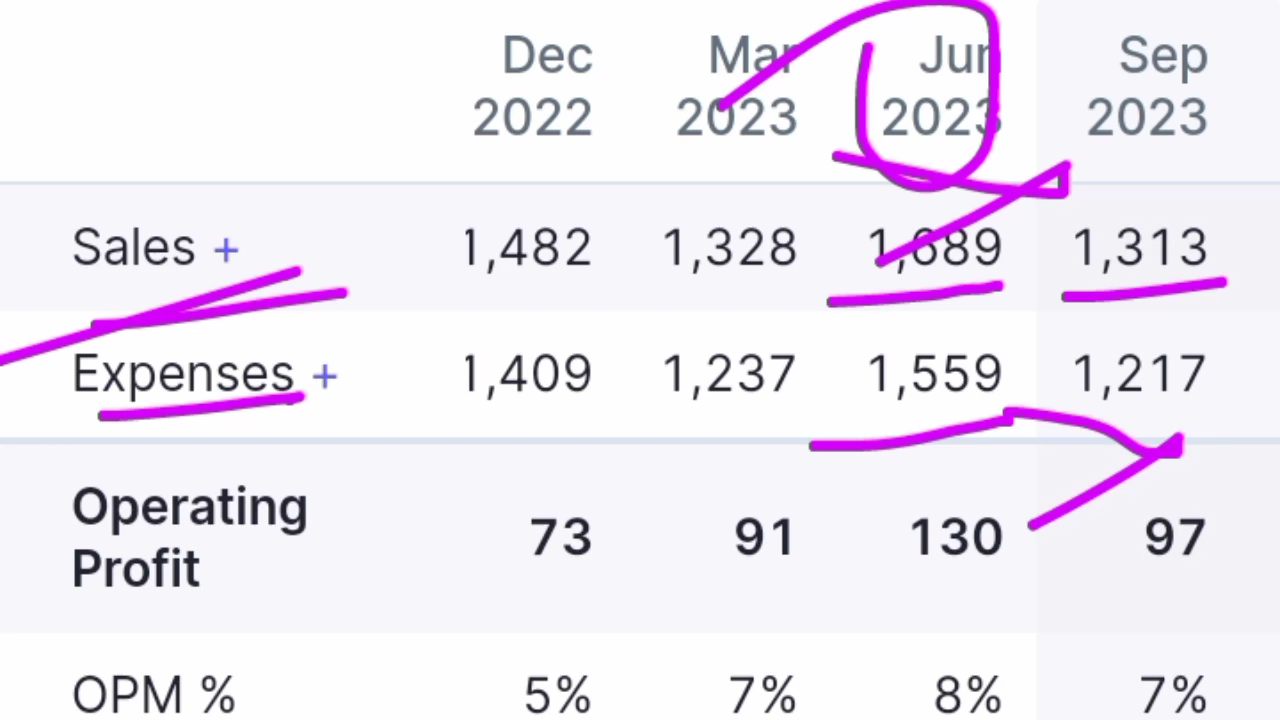 Dec Mar Jun Sep
2022 2023 2023 2023
Sales + 1,482 1,328 1,689 1,313
Expenses + 1,409 1,237 1,559 1,217
Operating
Profit 73 91 130 97
OPM % 5% 7% 8% 7%